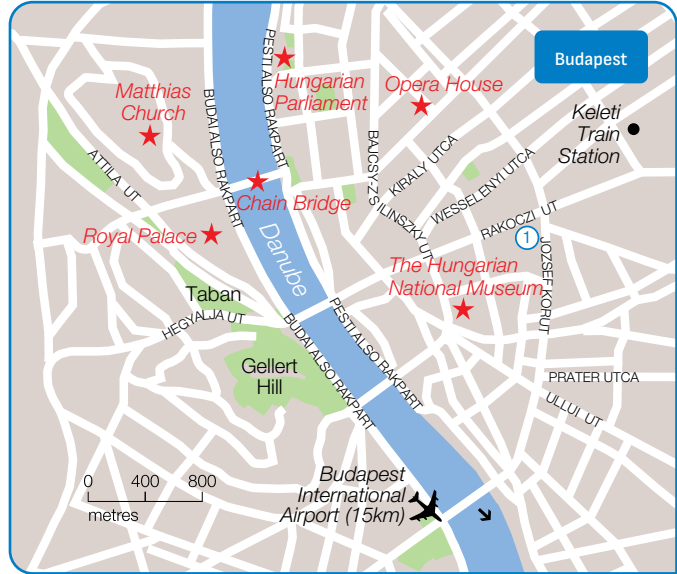 Budapest
PESTI ALSO RAKPART
Hungarian
Parliament
Opera House
Matthias
Church
BUDAI ALSO RAKPART
Keleti
Train
Station
BAJCSY-ZS
ILINSZKY UT
KIRALY UTCA
WESSELENYI UTCA
ATTILA UT
Chain Bridge
RAKOCZI UT
1
JOZSEF KORUT
Royal Palace
Danube
The Hungarian
National Museum
Taban
HEGYALJA UT
BUDAI ALSO RAKPART
PESTI ALSO RAKPART
Gellert
Hill
PRATER UTCA
ULLUI UT
0 400 800
metres
Budapest
International
Airport (15km)